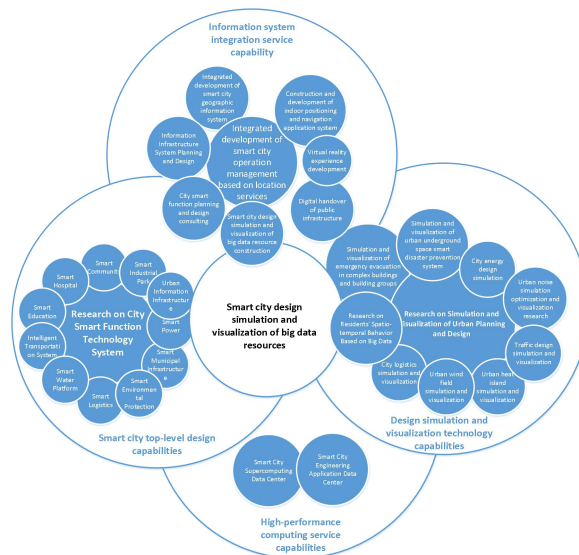 Information system
integration service
capability
Integrated
development of
smart city
geographic
information
system
Construction and
development of
indoor positioning
and navigation
application system
Information
Infrastructure
System Planning
and Design
Integrated
development of
smart city
operation
management
based on location
services
Virtual reality
experience
development
City smart
function planning
and design
consulting
Digital handover
of public
infrastructure
Smart city design
simulation and
visualization of
big data resource
construction
Simulation and
visualization of
emergency evacuation
in complex buildings
and building groups
Simulation and
visualization of
urban underground
space smart
disaster prevention
system
City energy
design
simulation
Urban noise
simulation
optimization and
visualization
research
Smart
Hospital
Smart
Communit
Smart
Industrial
Park
Urban
Information
Infrastructur
e
Smart
Education
Research on City
Smart Function
Technology
System
Smart
Power
Intelligent
Transportati
on System
Smart
Municipal
Infrastructur
e
Smart
Water
Platform
Smart
Logistics
Smart
Environmen
tal
Protection
Smart city design
simulation and
visualization of big data
resources
Research on
Residents' Spatio-
temporal Behavior
Based on Big Data
Research on Simulation and
Visualization of Urban Planning
and Design
Traffic design
simulation and
visualization
City logistics
simulation and
visualization
Urban wind
field
simulation and
visualization
Urban heat
island
simulation and
visualization
Smart city top-level design
capabilities
Design simulation and
visualization technology
capabilities
Smart City
Supercomputing
Data Center
Smart City
Engineering
Application Data
Center
High-performance
computing service
capabilities